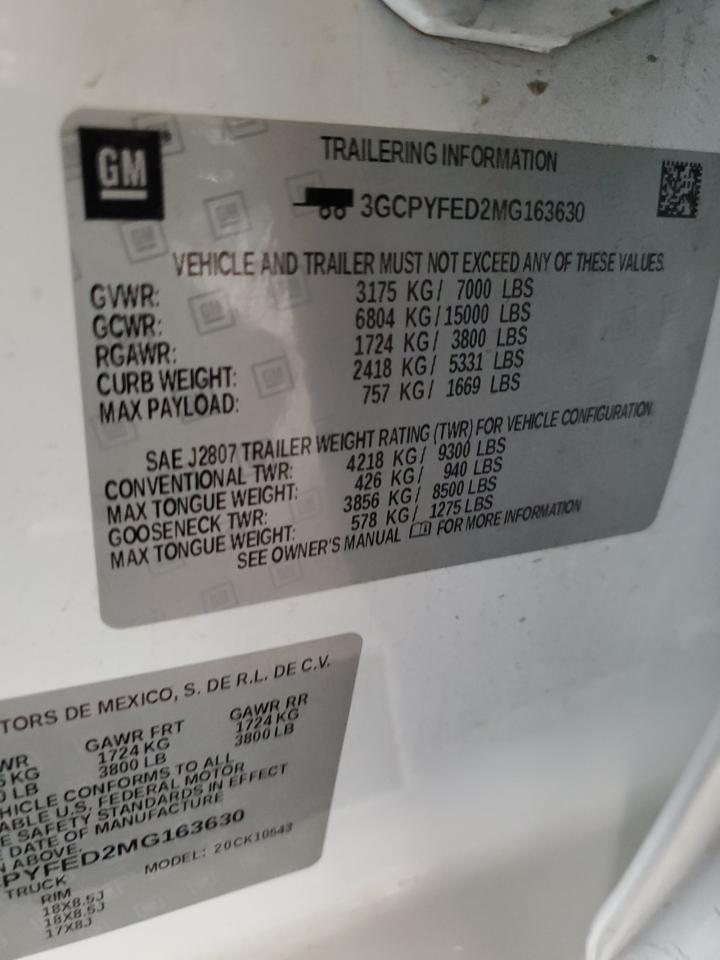 GM
TRAILERING INFORMATION
3GCPYFED2MG163630
VEHICLE AND TRAILER MUST NOT EXCEED ANY OF THESE VALUES.
GVWR: 3175 KG/ 7000 LBS
GCWR: 6804 KG/15000 LBS
RGAWR: 1724 KG/ 3800 LBS
CURB WEIGHT: 2418 KG/ 5331 LBS
MAX PAYLOAD: 757 KG/ 1669 LBS
SAE J2807 TRAILER WEIGHT RATING (TWR) FOR VEHICLE CONFIGURATION
CONVENTIONAL TWR: 4218 KG/ 9300 LBS
MAX TONGUE WEIGHT: 426 KG/ 940 LBS
GOOSENECK TWR: 3856 KG/ 8500 LBS
MAX TONGUE WEIGHT: 578 KG/ 1275 LBS
SEE OWNER'S MANUAL FOR MORE INFORMATION
TORS DE MEXICO, S. DE R.L. DE C.V.
WR GAWR FRT GAWR RR
KG 1724 KG 1724 KG
LB 3800 LB 3800 LB
HICLE CONFORMS TO ALL
ABLE U.S. FEDERAL MOTOR
E SAFETY STANDARDS IN EFFECT
E DATE OF MANUFACTURE
N ABOVE.
CPYFED2MG163630
TRUCK MODEL: 20CK10543
RIM
18X8.5J
18X8.5J
17X8J